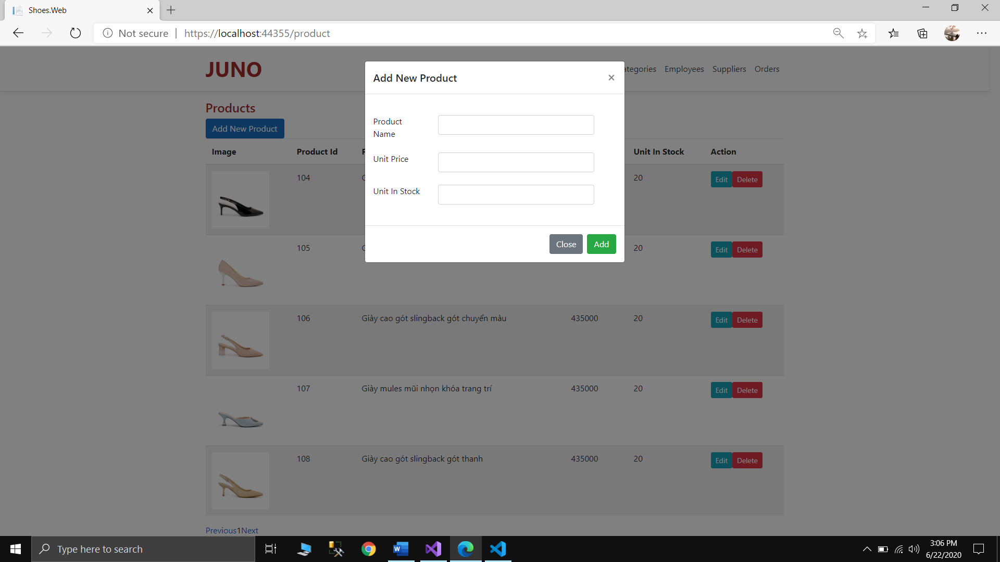 Shoes.Web
Not secure | https://localhost:44355/product
JUNO
Employees Suppliers Orders
Add New Product ×
Products
Add New Product
Product
Name
Unit Price
Unit In Stock
Close Add
Image Product Id Unit In Stock Action
104 20 Edit Delete
105 20 Edit Delete
106 Giày cao gót slingback gót chuyển màu 435000 20 Edit Delete
107 Giày mules mũi nhọn khóa trang trí 435000 20 Edit Delete
108 Giày cao gót slingback gót thanh 435000 20 Edit Delete
Previous1Next
Type here to search
3:06 PM
6/22/2020